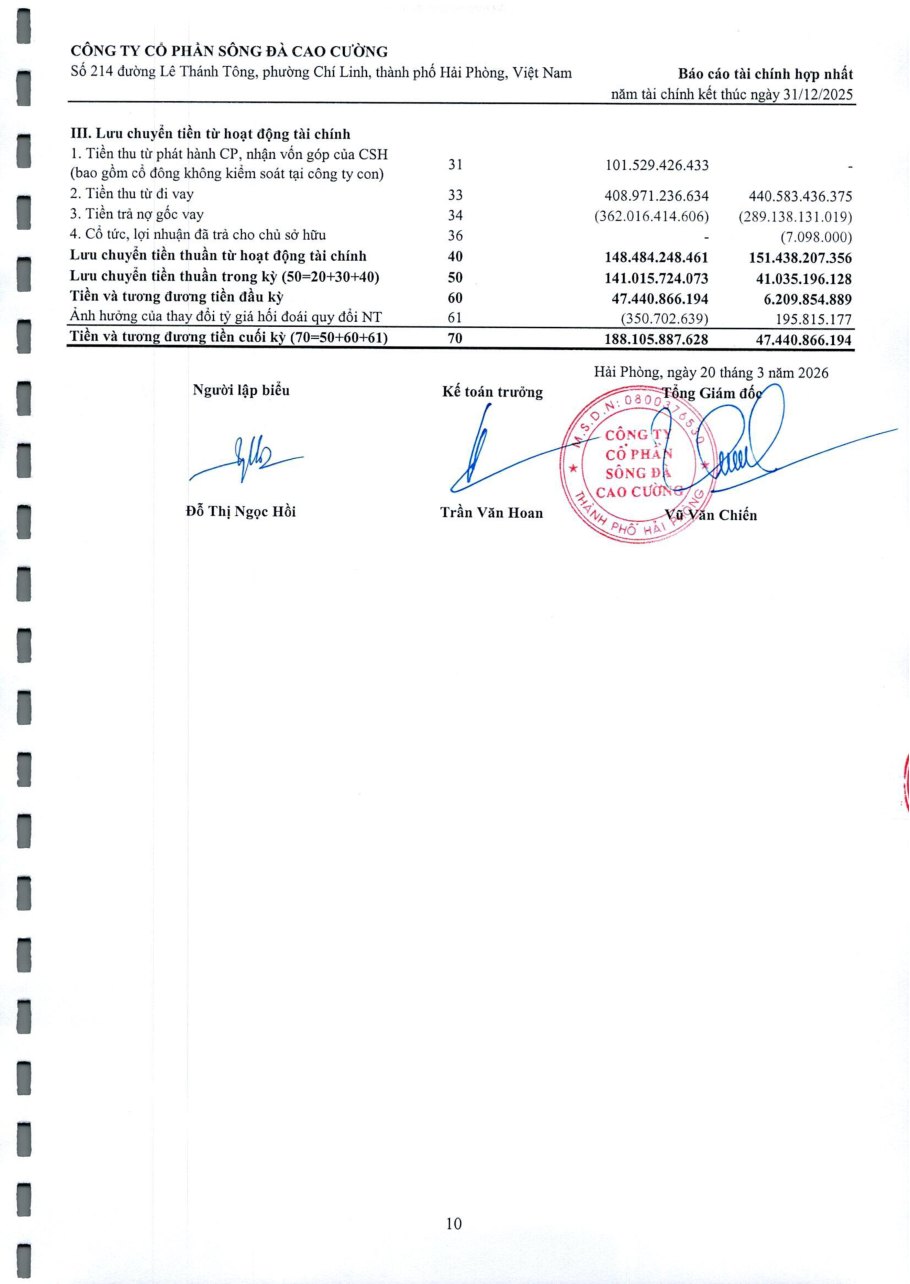 CÔNG TY CỔ PHẦN SÔNG ĐÀ CAO CƯỜNG
Số 214 đường Lê Thánh Tông, phường Chí Linh, thành phố Hải Phòng, Việt Nam
Báo cáo tài chính hợp nhất
năm tài chính kết thúc ngày 31/12/2025
III. Lưu chuyển tiền từ hoạt động tài chính
1. Tiền thu từ phát hành CP, nhận vốn góp của CSH
(bao gồm cổ đông không kiểm soát tại công ty con) 31 101.529.426.433 -
2. Tiền thu từ đi vay 33 408.971.236.634 440.583.436.375
3. Tiền trả nợ gốc vay 34 (362.016.414.606) (289.138.131.019)
4. Cổ tức, lợi nhuận đã trả cho chủ sở hữu 36 - (7.098.000)
Lưu chuyển tiền thuần từ hoạt động tài chính 40 148.484.248.461 151.438.207.356
Lưu chuyển tiền thuần trong kỳ (50=20+30+40) 50 141.015.724.073 41.035.196.128
Tiền và tương đương tiền đầu kỳ 60 47.440.866.194 6.209.854.889
Ảnh hưởng của thay đổi tỷ giá hối đoái quy đổi NT 61 (350.702.639) 195.815.177
Tiền và tương đương tiền cuối kỳ (70=50+60+61) 70 188.105.887.628 47.440.866.194
Hải Phòng, ngày 20 tháng 3 năm 2026
Người lập biểu Kế toán trưởng Tổng Giám đốc
M.S.D.N: 0800376530
CÔNG TY
CỔ PHẦN
SÔNG ĐÀ
CAO CƯỜNG
THÀNH PHỐ HẢI PHÒNG
Đỗ Thị Ngọc Hồi Trần Văn Hoan Vũ Văn Chiến
10